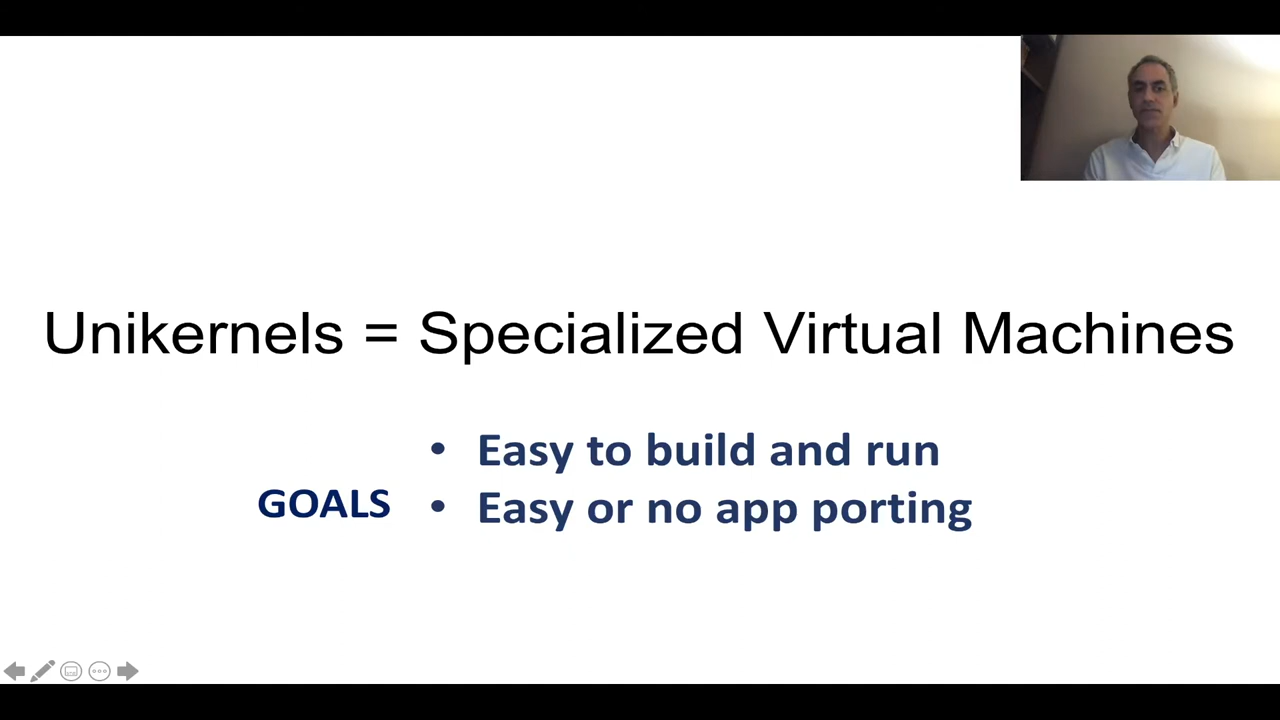 Unikernels = Specialized Virtual Machines
GOALS
• Easy to build and run
• Easy or no app porting